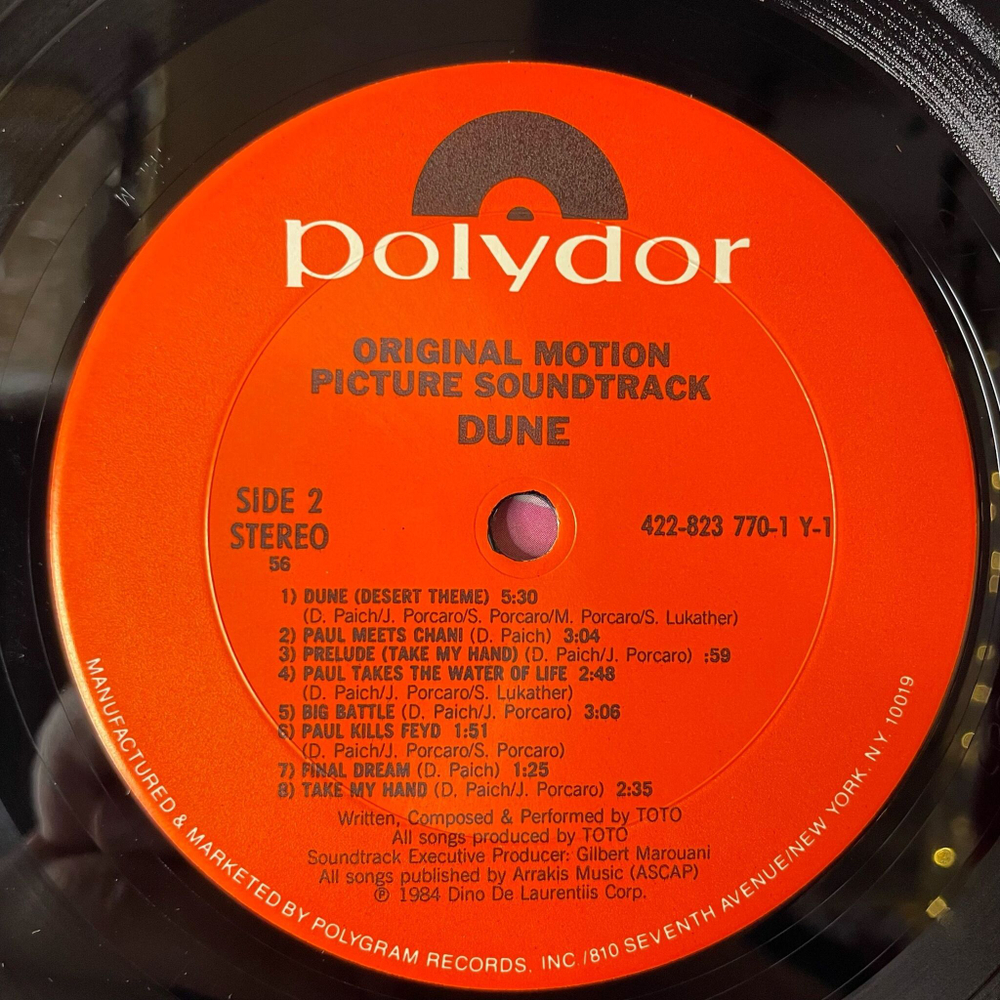 polydor
ORIGINAL MOTION
PICTURE SOUNDTRACK
DUNE
SIDE 2
STEREO
56
422-823 770-1 Y-1
1) DUNE (DESERT THEME) 5:30
(D. Paich/J. Porcaro/S. Porcaro/M. Porcaro/S. Lukather)
2) PAUL MEETS CHANI (D. Paich) 3:04
3) PRELUDE (TAKE MY HAND) (D. Paich/J. Porcaro) :59
4) PAUL TAKES THE WATER OF LIFE 2:48
(D. Paich/J. Porcaro/S. Lukather)
5) BIG BATTLE (D. Paich/J. Porcaro) 3:06
6) PAUL KILLS FEYD 1:51
(D. Paich/J. Porcaro/S. Porcaro)
7) FINAL DREAM (D. Paich) 1:25
8) TAKE MY HAND (D. Paich/J. Porcaro) 2:35
Written, Composed & Performed by TOTO
All songs produced by TOTO
Soundtrack Executive Producer: Gilbert Marouani
All songs published by Arrakis Music (ASCAP)
℗ 1984 Dino De Laurentiis Corp.
MANUFACTURED & MARKETED BY POLYGRAM RECORDS, INC /810 SEVENTH AVENUE/NEW YORK, N.Y. 10019